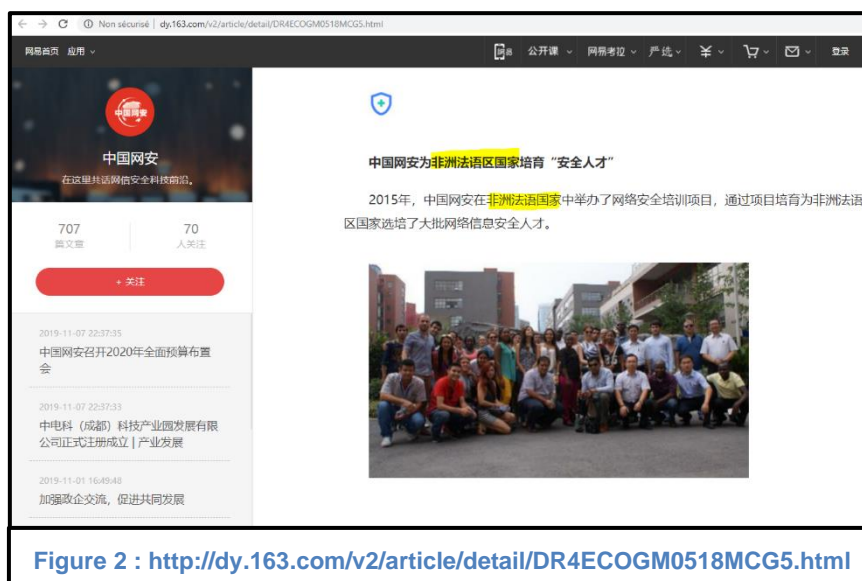 Non sécurisé | dy.163.com/v2/article/detail/DR4ECOGM0518MCG5.html
网易首页 应用 公开课 网易考拉 严选 登录
中国网安
中国网安
在这里共话网信安全科技前沿。
707 70
篇文章 人关注
+ 关注
2019-11-07 22:37:35
中国网安召开2020年全面预算布置
会
2019-11-07 22:37:33
中电科（成都）科技产业园发展有限
公司正式注册成立 | 产业发展
2019-11-01 16:49:48
加强政企交流，促进共同发展
中国网安为非洲法语区国家培育“安全人才”
2015年，中国网安在非洲法语国家中举办了网络安全培训项目，通过项目培育为非洲法语
区国家选培了大批网络信息安全人才。
Figure 2 : http://dy.163.com/v2/article/detail/DR4ECOGM0518MCG5.html